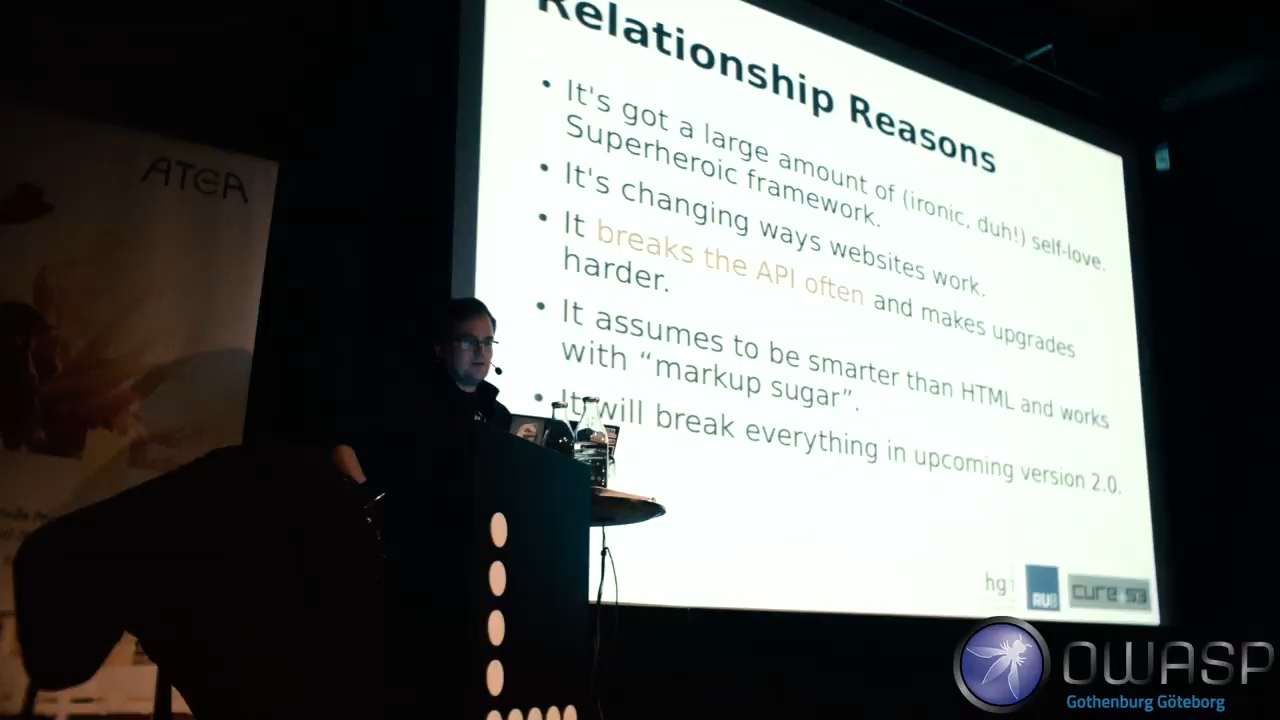 Relationship Reasons
• It's got a large amount of (ironic, duh!) self-love.
Superheroic framework.
• It's changing ways websites work.
• It breaks the API often and makes upgrades
harder.
• It assumes to be smarter than HTML and works
with “markup sugar”.
• It will break everything in upcoming version 2.0.
ATEA
hg
RUB
cure53
OWASP
Gothenburg Göteborg